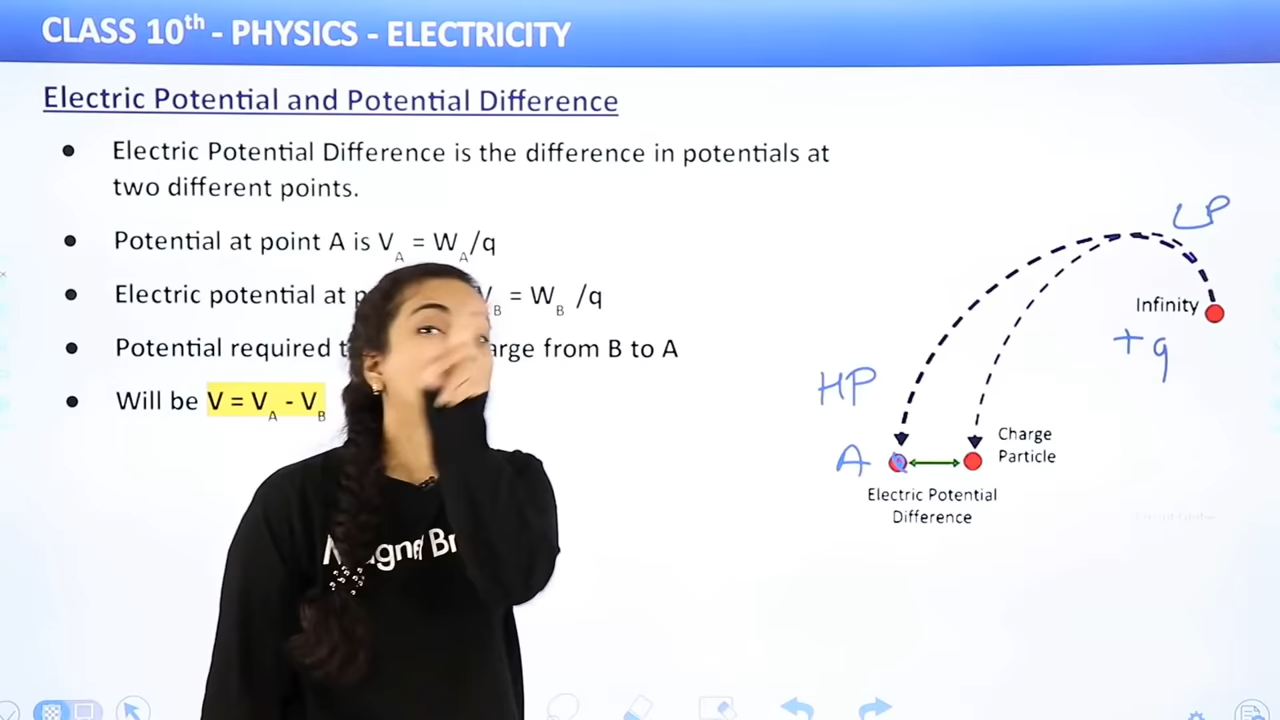 CLASS 10th - PHYSICS - ELECTRICITY
Electric Potential and Potential Difference
Electric Potential Difference is the difference in potentials at
two different points.
Potential at point A is VA = WA/q
Electric potential at VB = WB /q
Potential required from B to A
Will be V = VA - VB
LP
Infinity
+q
HP
A
Charge
Particle
Electric Potential
Difference